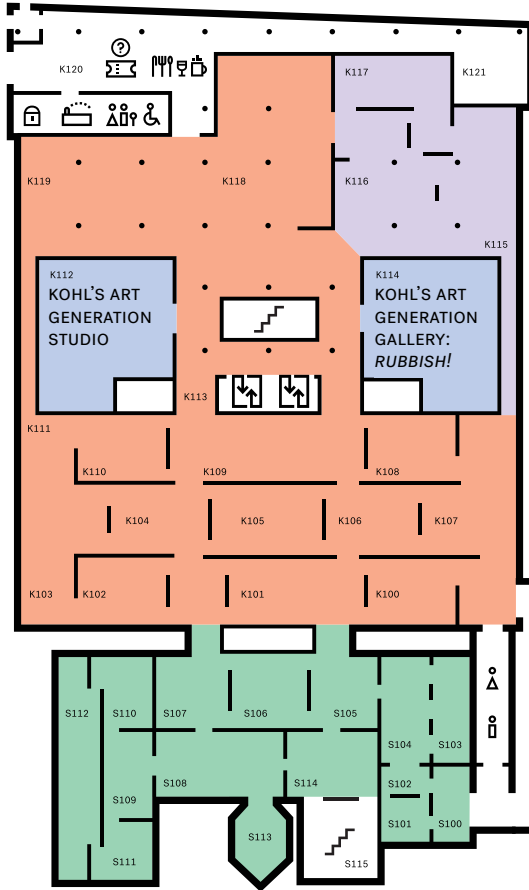 ?
K120
K117
K121
K119
K118
K116
K115
K112
KOHL'S ART
GENERATION
STUDIO
K114
KOHL'S ART
GENERATION
GALLERY:
RUBBISH!
K113
K111
K110
K109
K108
K104
K105
K106
K107
K103
K102
K101
K100
S112
S110
S107
S106
S105
S104
S103
S108
S114
S102
S109
S101
S100
S113
S111
S115